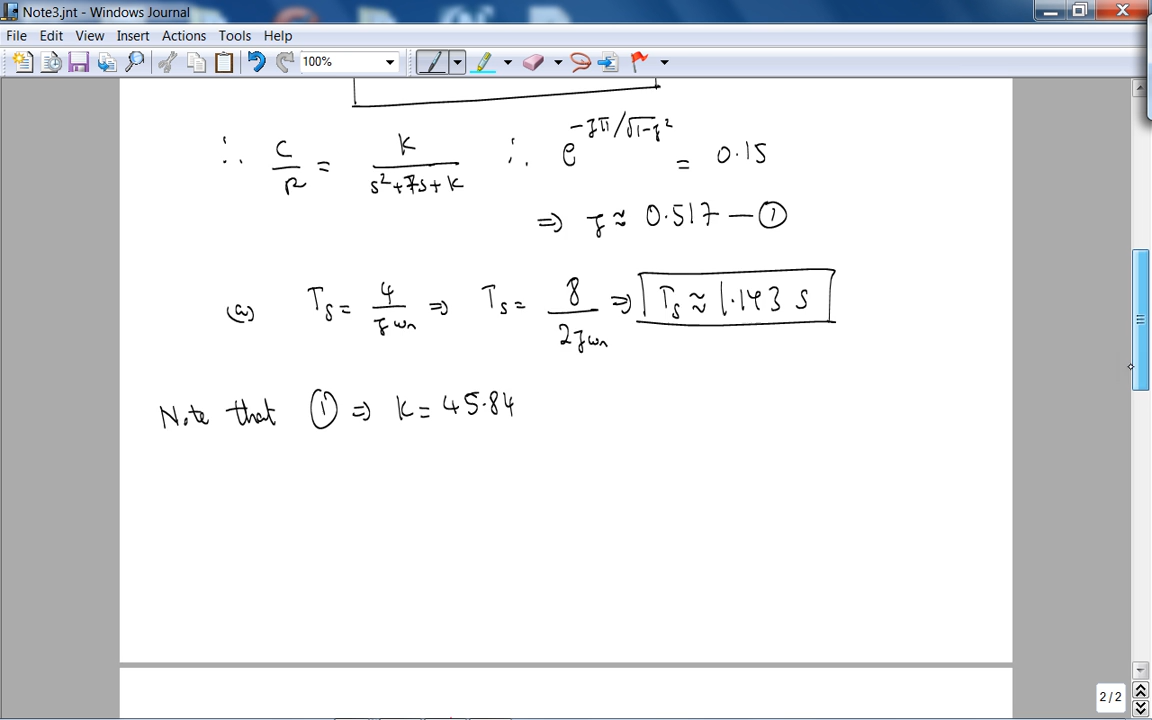 Note3.jnt - Windows Journal
File Edit View Insert Actions Tools Help
100%
∴ C/R = K/(s²+7s+K) ∴ e^(-ζπ/√(1-ζ²)) = 0.15
⇒ ζ ≈ 0.517 — ①
(a) Ts = 4/(ζωn) ⇒ Ts = 8/(2ζωn) ⇒ Ts ≈ 1.143 s
Note that ① ⇒ K = 45.84
2/2